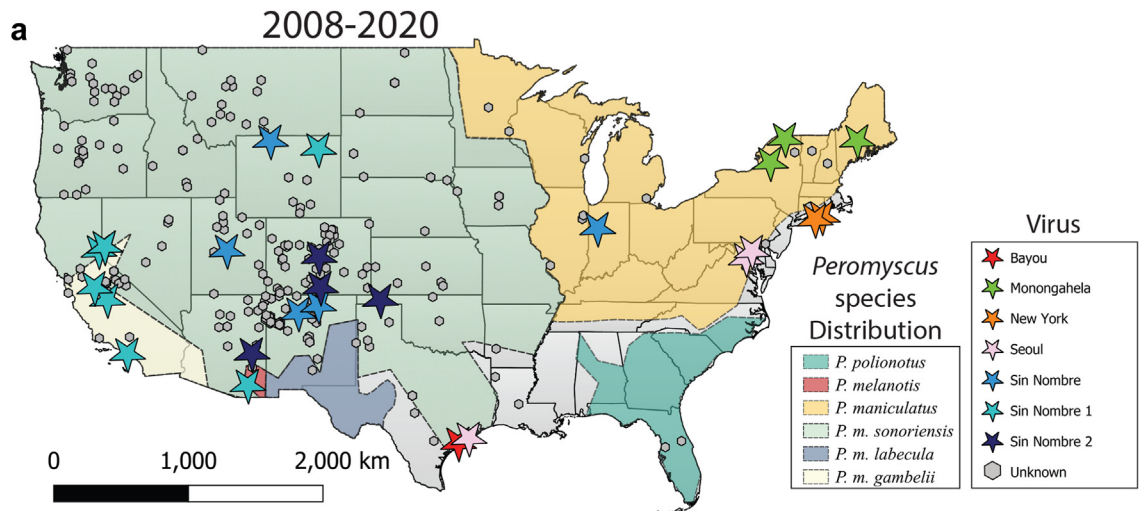 a
2008-2020
Peromyscus
species
Distribution
P. polionotus
P. melanotis
P. maniculatus
P. m. sonoriensis
P. m. labecula
P. m. gambelii
Virus
Bayou
Monongahela
New York
Seoul
Sin Nombre
Sin Nombre 1
Sin Nombre 2
Unknown
0 1,000 2,000 km